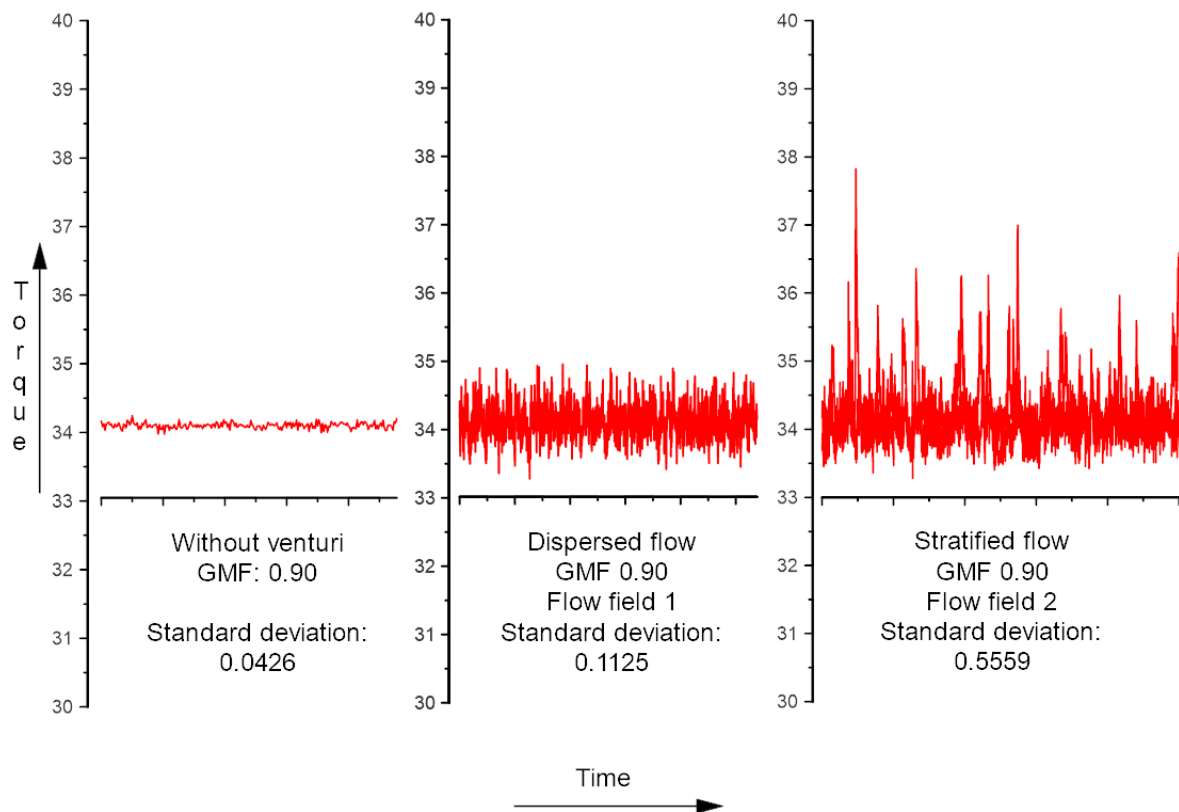 Torque
40
39
38
37
36
35
34
33
32
31
30
Without venturi
GMF: 0.90
Standard deviation:
0.0426
40
39
38
37
36
35
34
33
32
31
30
Dispersed flow
GMF 0.90
Flow field 1
Standard deviation:
0.1125
40
39
38
37
36
35
34
33
32
31
30
Stratified flow
GMF 0.90
Flow field 2
Standard deviation:
0.5559
Time